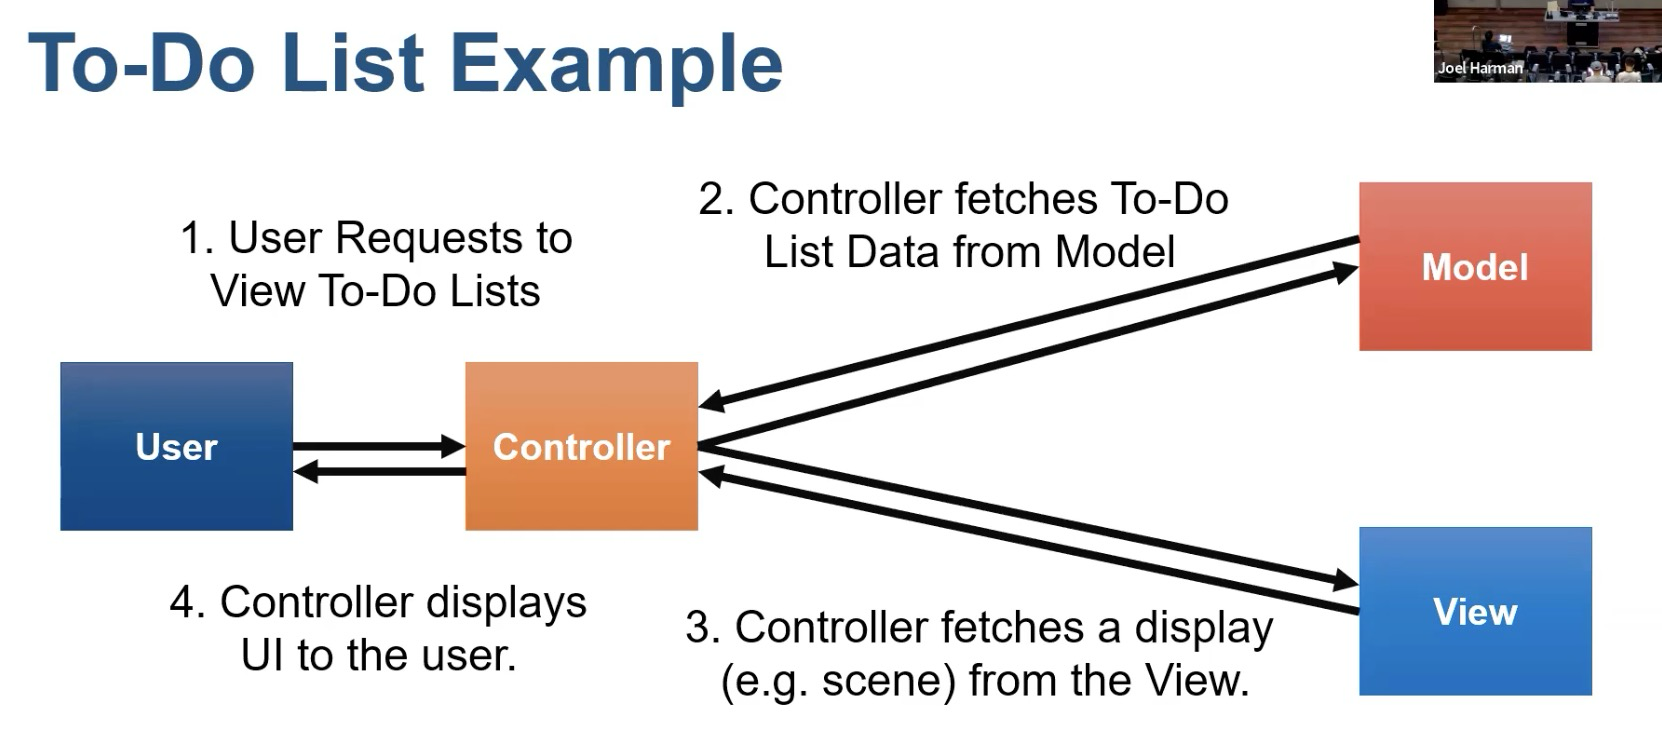 To-Do List Example
Joel Harman
1. User Requests to
View To-Do Lists
2. Controller fetches To-Do
List Data from Model
Model
User
Controller
4. Controller displays
UI to the user.
3. Controller fetches a display
(e.g. scene) from the View.
View